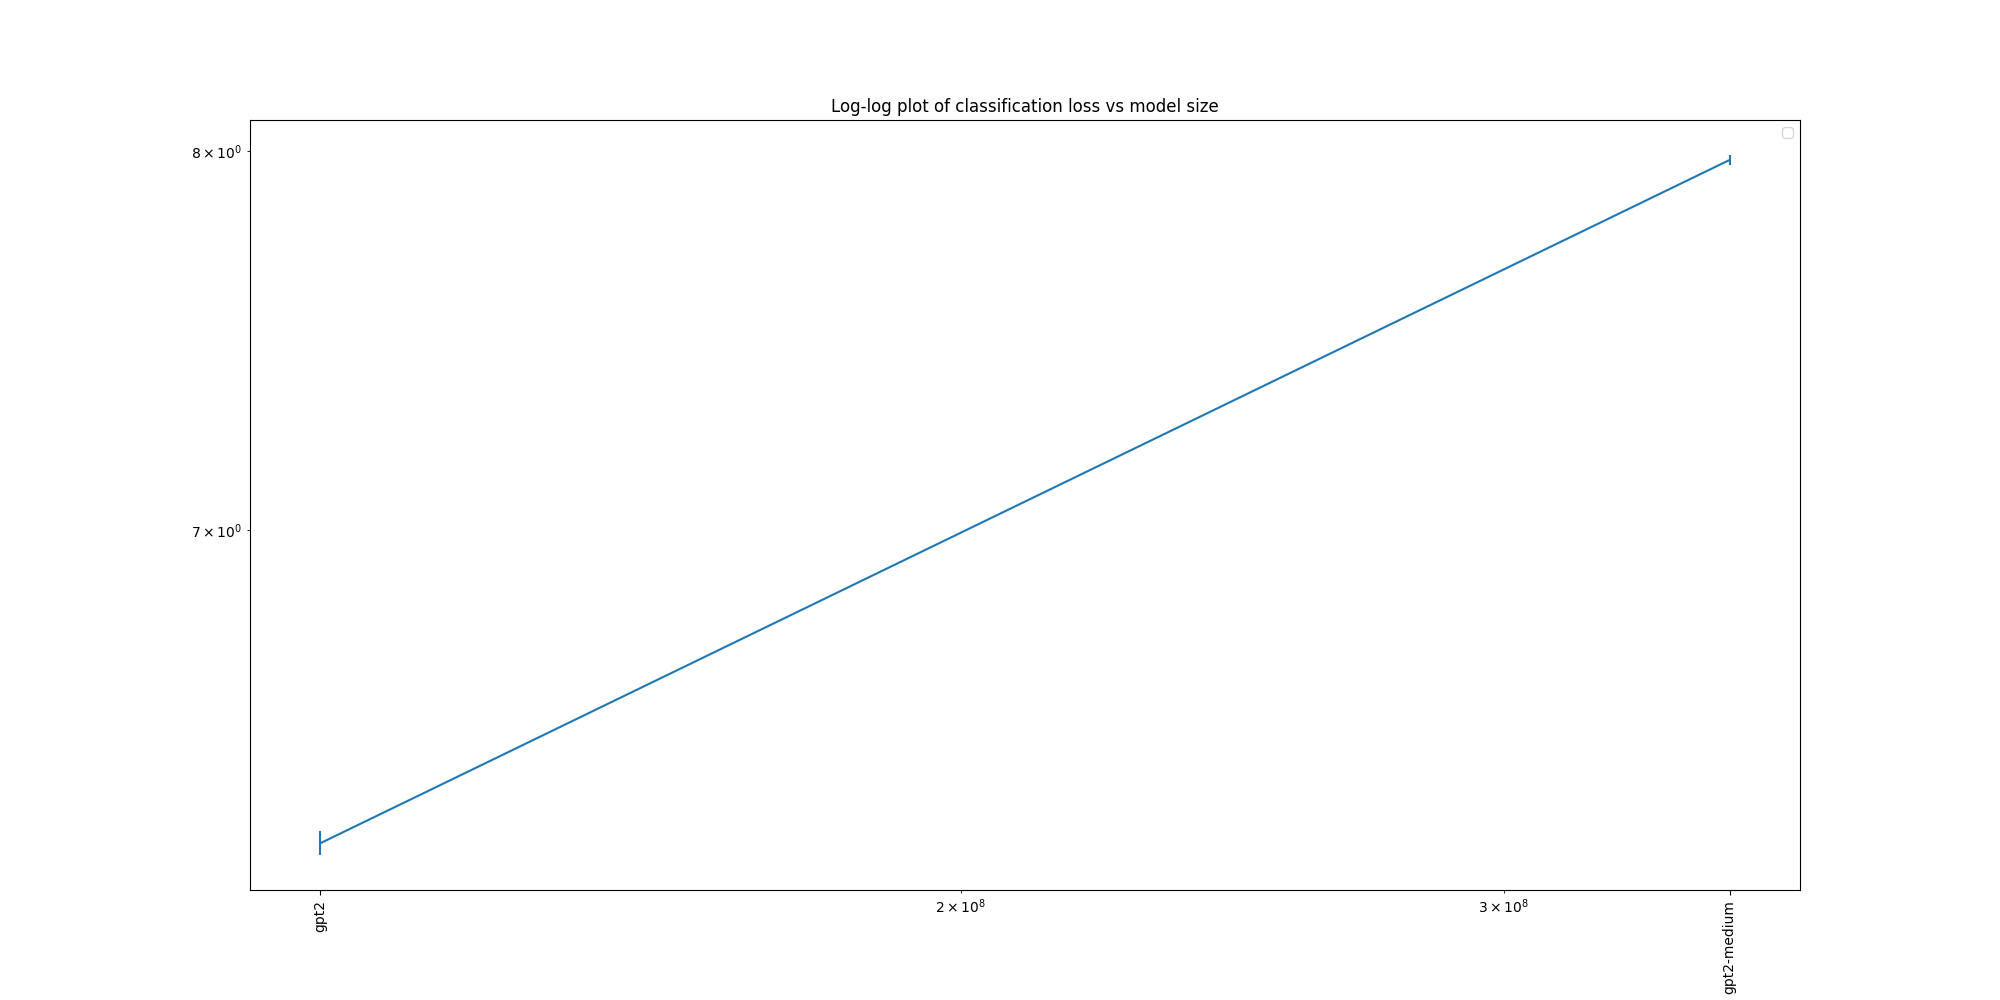 Log-log plot of classification loss vs model size
8 × 10⁰
7 × 10⁰
gpt2
2 × 10⁸
3 × 10⁸
gpt2-medium